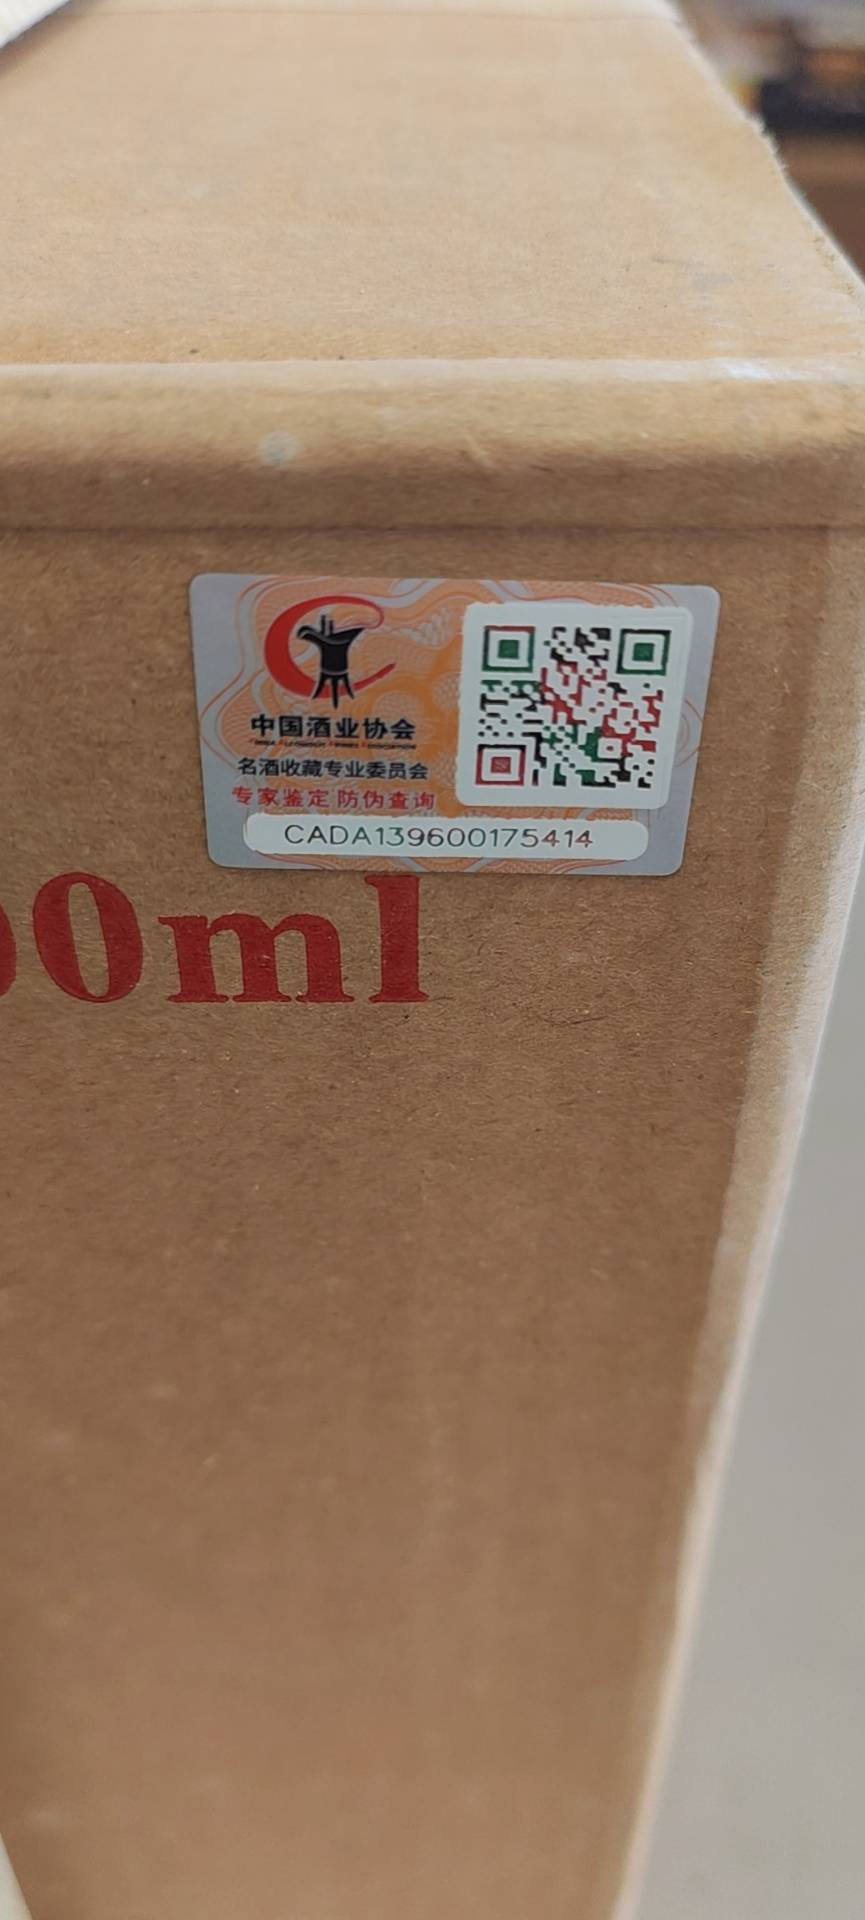 中国酒业协会
名酒收藏专业委员会
专家鉴定 防伪查询
CADA139600175414
00ml